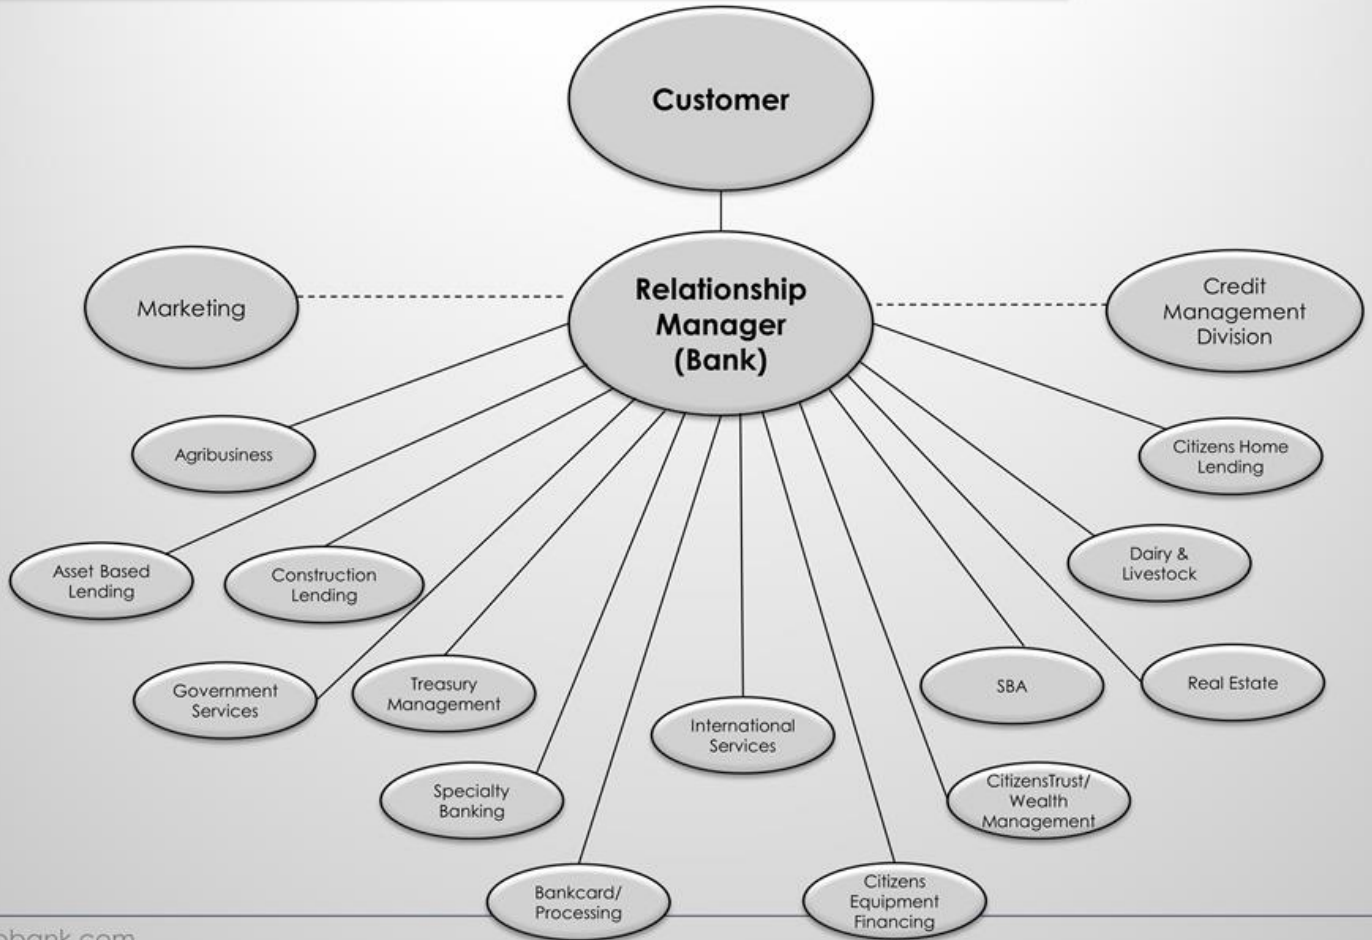 Customer
Relationship
Manager
(Bank)
Marketing
Credit
Management
Division
Agribusiness
Citizens Home
Lending
Asset Based
Lending
Construction
Lending
Dairy &
Livestock
Government
Services
Treasury
Management
International
Services
SBA
Real Estate
Specialty
Banking
CitizensTrust/
Wealth
Management
Bankcard/
Processing
Citizens
Equipment
Financing